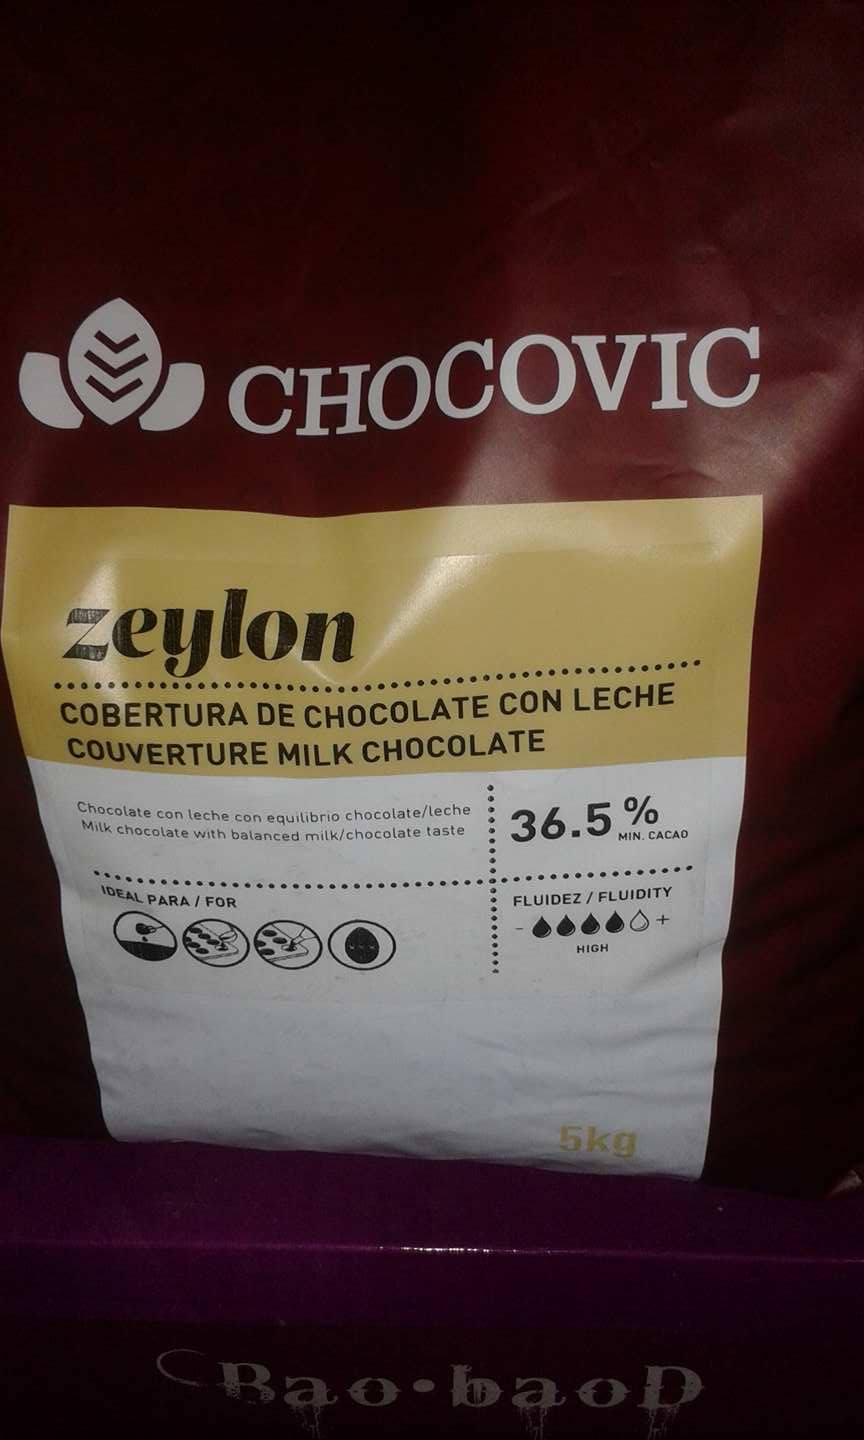 CHOCOVIC
zeylon
COBERTURA DE CHOCOLATE CON LECHE
COUVERTURE MILK CHOCOLATE
Chocolate con leche con equilibrio chocolate/leche
Milk chocolate with balanced milk/chocolate taste
36.5%
MIN. CACAO
IDEAL PARA / FOR
FLUIDEZ / FLUIDITY
- +
HIGH
5kg
Bao·baoD